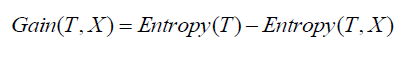 Gain(T, X) = Entropy(T) − Entropy(T, X)